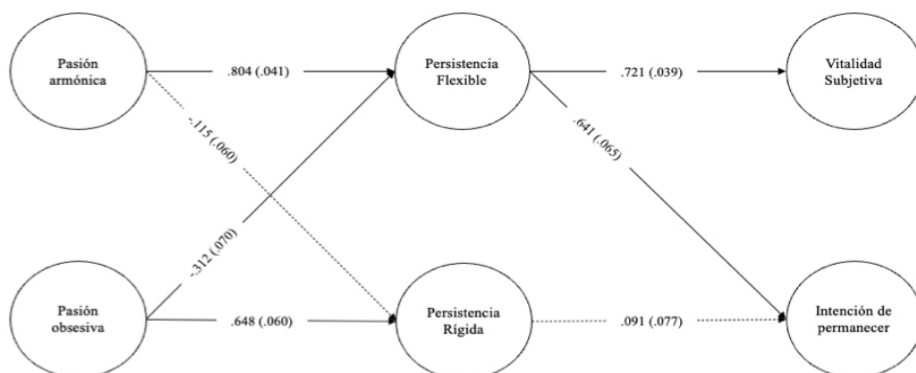 Pasión
armónica
.804 (.041)
Persistencia
Flexible
.721 (.039)
Vitalidad
Subjetiva
-.115 (.060)
.641 (.065)
-.312 (.070)
Pasión
obsesiva
.648 (.060)
Persistencia
Rígida
.091 (.077)
Intención de
permanecer